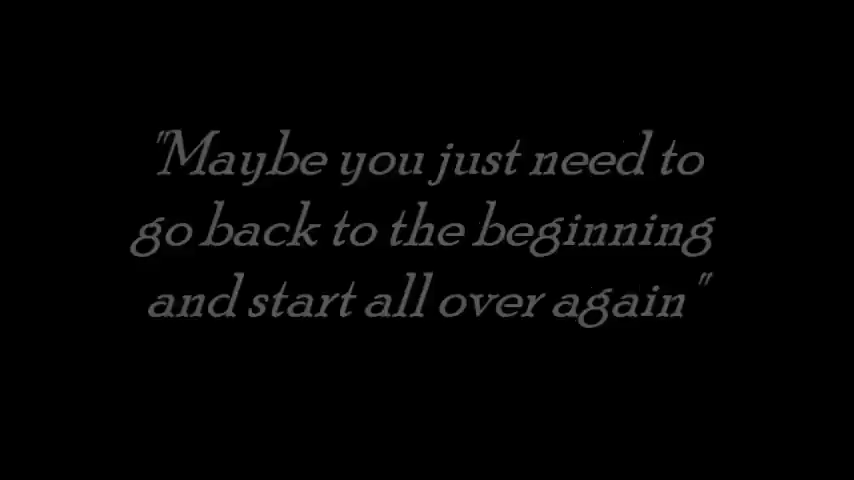 "Maybe you just need to
go back to the beginning
and start all over again"